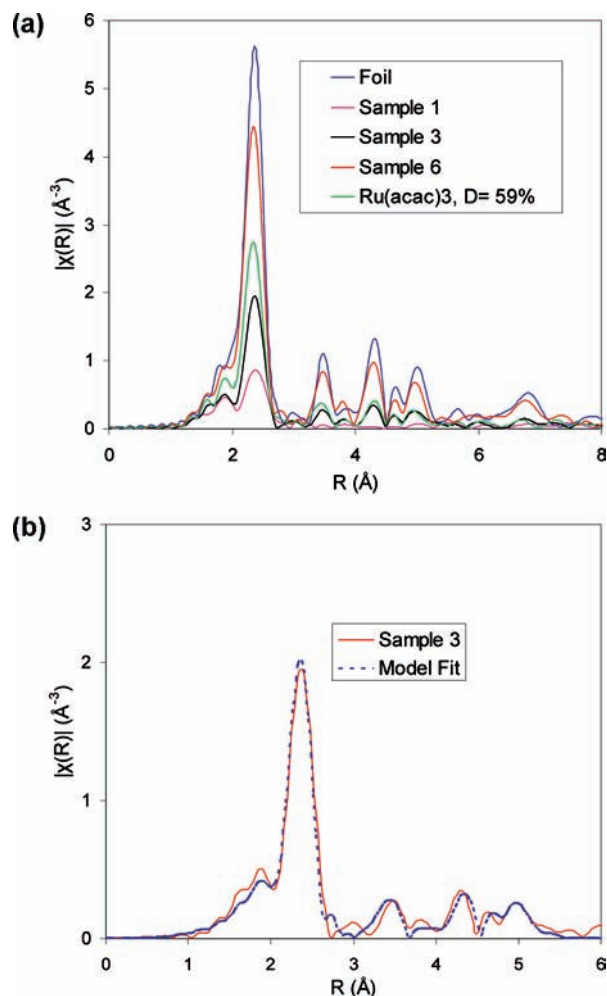 (a)
6
5
4
3
2
1
0
|χ(R)| (Å⁻³)
Foil
Sample 1
Sample 3
Sample 6
Ru(acac)3, D= 59%
0 2 4 6 8
R (Å)
(b)
3
2
1
0
|χ(R)| (Å⁻³)
Sample 3
Model Fit
0 1 2 3 4 5 6
R (Å)